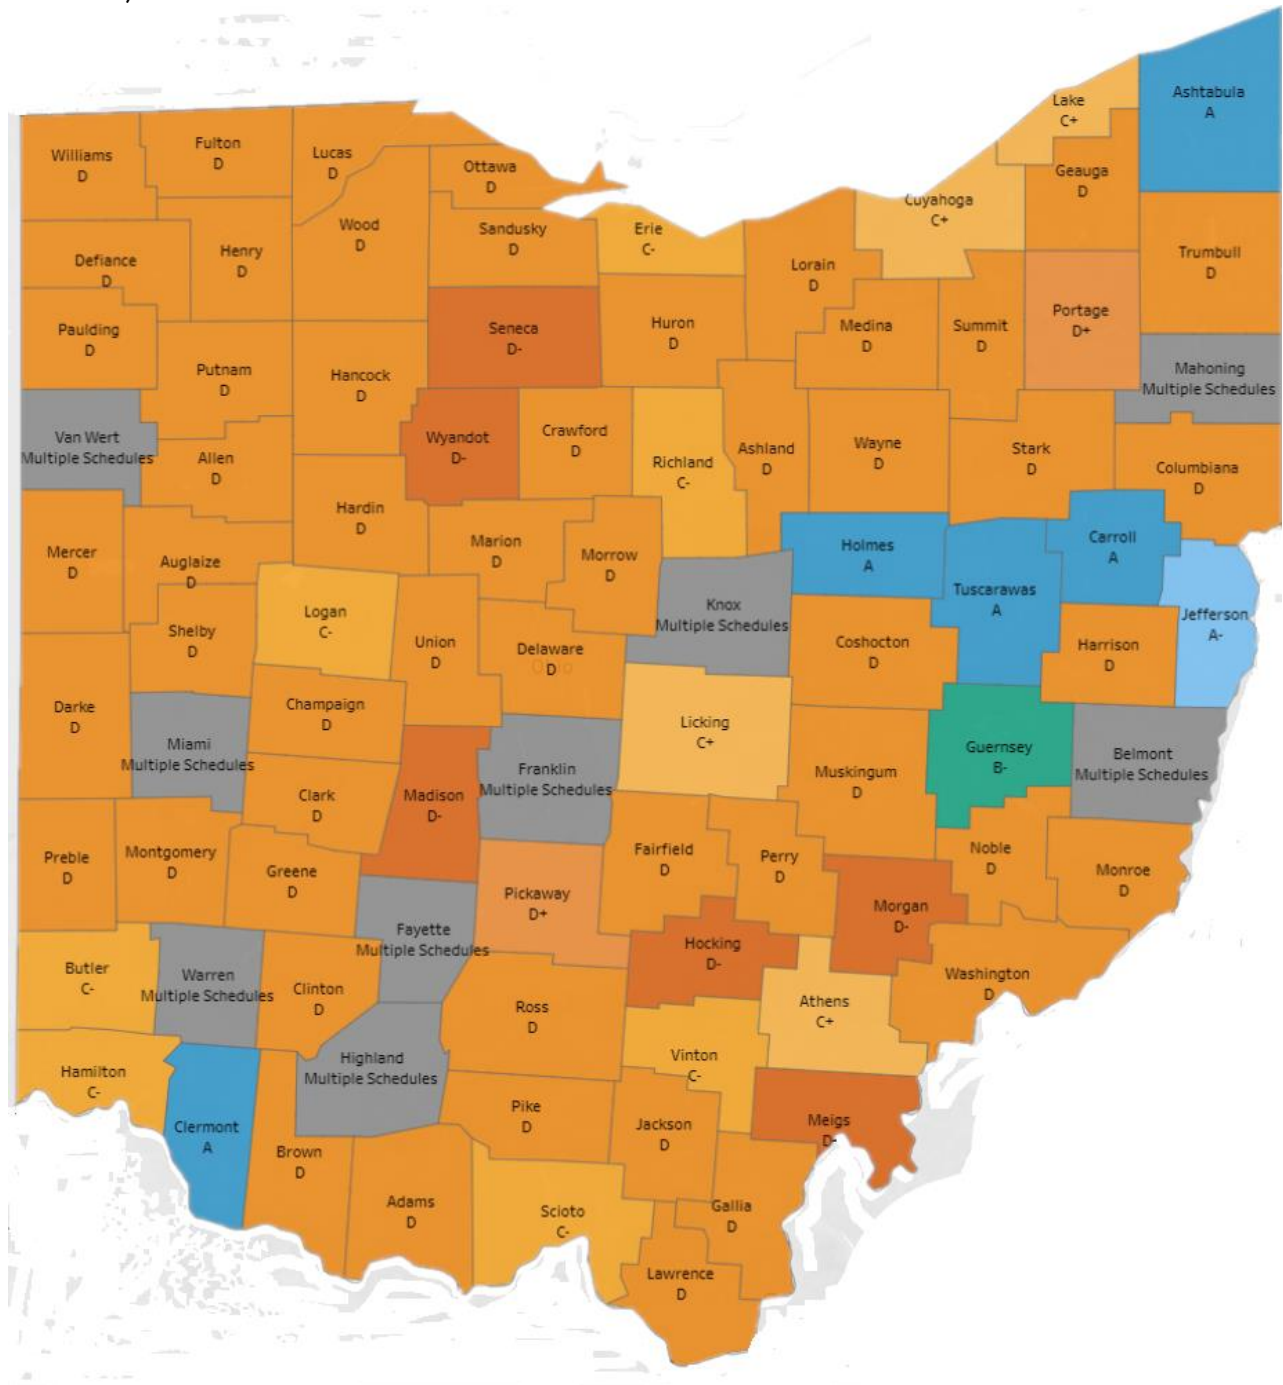 Ashtabula
A
Lake
C+
Williams
D
Fulton
D
Lucas
D
Ottawa
D
Geauga
D
Cuyahoga
C+
Defiance
D
Henry
D
Wood
D
Sandusky
D
Erie
C-
Lorain
D
Trumbull
D
Paulding
D
Putnam
D
Hancock
D
Seneca
D-
Huron
D
Medina
D
Summit
D
Portage
D+
Mahoning
Multiple Schedules
Van Wert
Multiple Schedules
Allen
D
Wyandot
D-
Crawford
D
Richland
C-
Ashland
D
Wayne
D
Stark
D
Columbiana
D
Hardin
D
Mercer
D
Auglaize
D
Marion
D
Morrow
D
Holmes
A
Carroll
A
Tuscarawas
A
Jefferson
A-
Knox
Multiple Schedules
Logan
C-
Shelby
D
Union
D
Delaware
D
Coshocton
D
Harrison
D
Darke
D
Champaign
D
Miami
Multiple Schedules
Franklin
Multiple Schedules
Licking
C+
Muskingum
D
Guernsey
B-
Belmont
Multiple Schedules
Clark
D
Madison
D-
Preble
D
Montgomery
D
Greene
D
Fairfield
D
Perry
D
Noble
D
Monroe
D
Pickaway
D+
Morgan
D-
Fayette
Multiple Schedules
Hocking
D-
Butler
C-
Warren
Multiple Schedules
Clinton
D
Ross
D
Athens
C+
Washington
D
Hamilton
C-
Highland
Multiple Schedules
Vinton
C-
Clermont
A
Brown
D
Pike
D
Jackson
D
Meigs
D-
Adams
D
Scioto
C-
Gallia
D
Lawrence
D